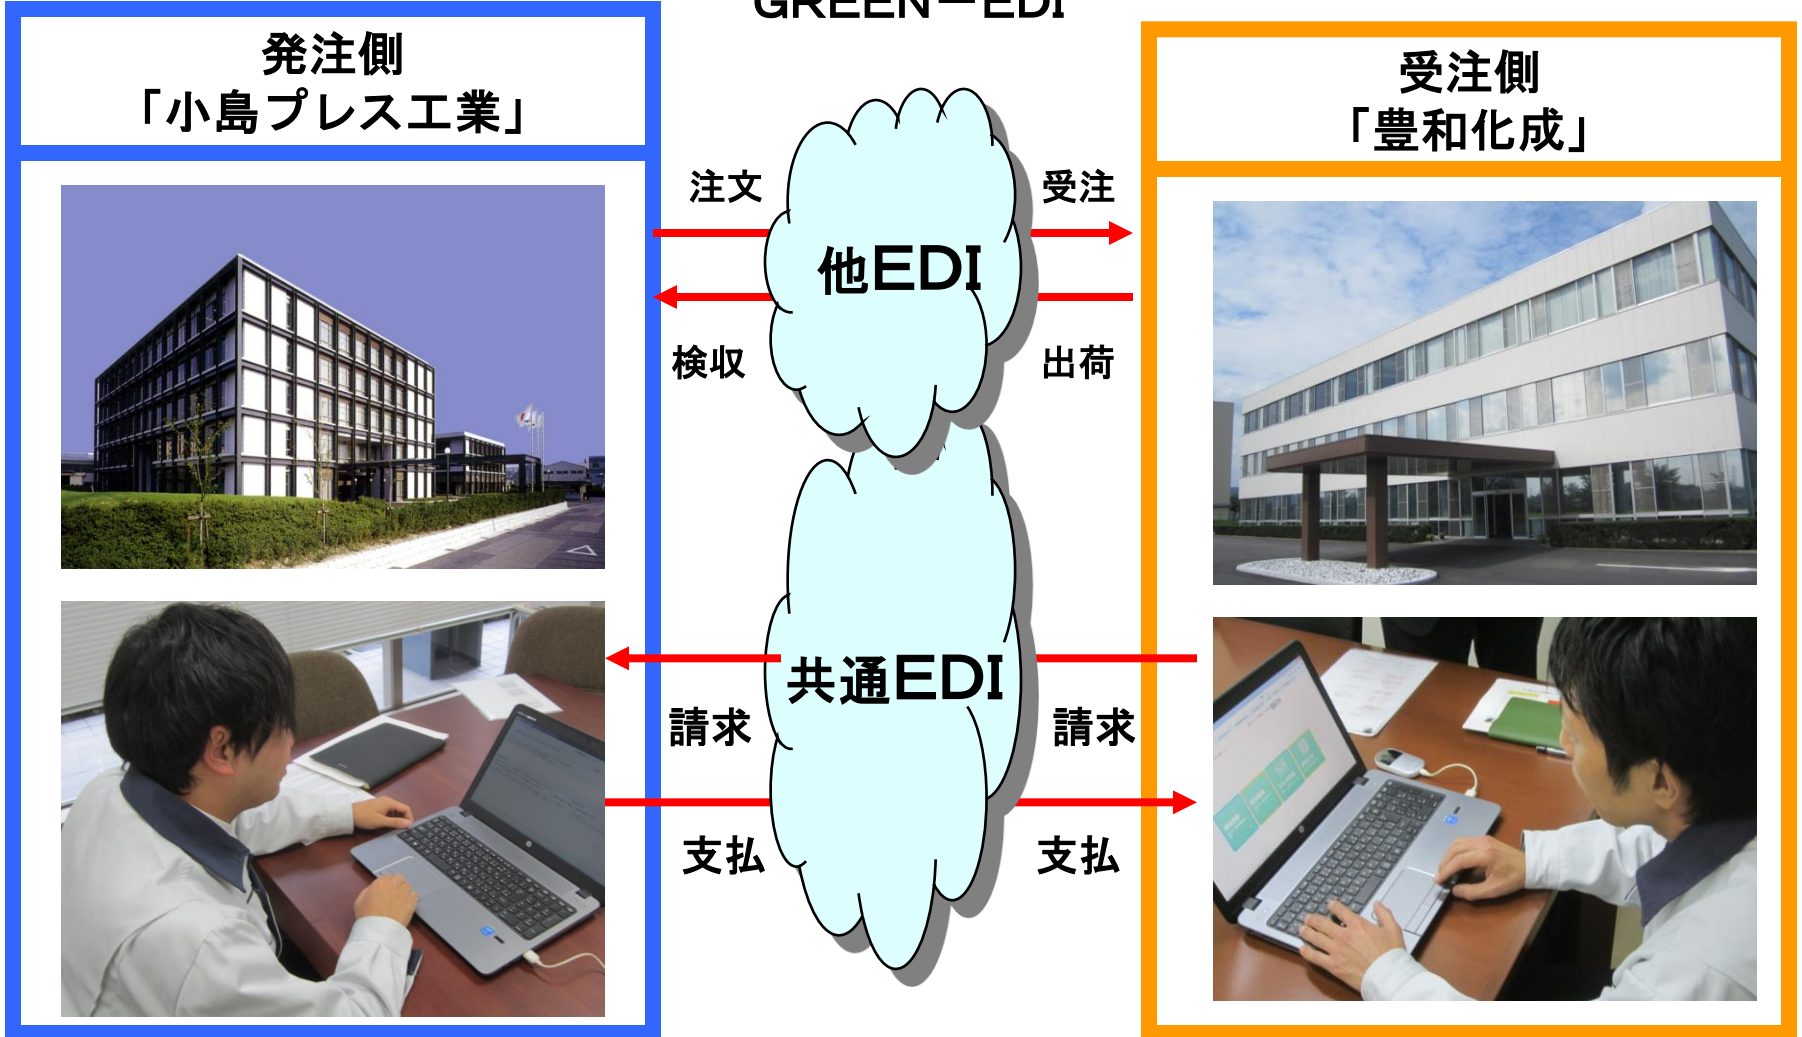 GREEN－EDI
発注側
「小島プレス工業」
受注側
「豊和化成」
注文
受注
他EDI
検収
出荷
共通EDI
請求
請求
支払
支払